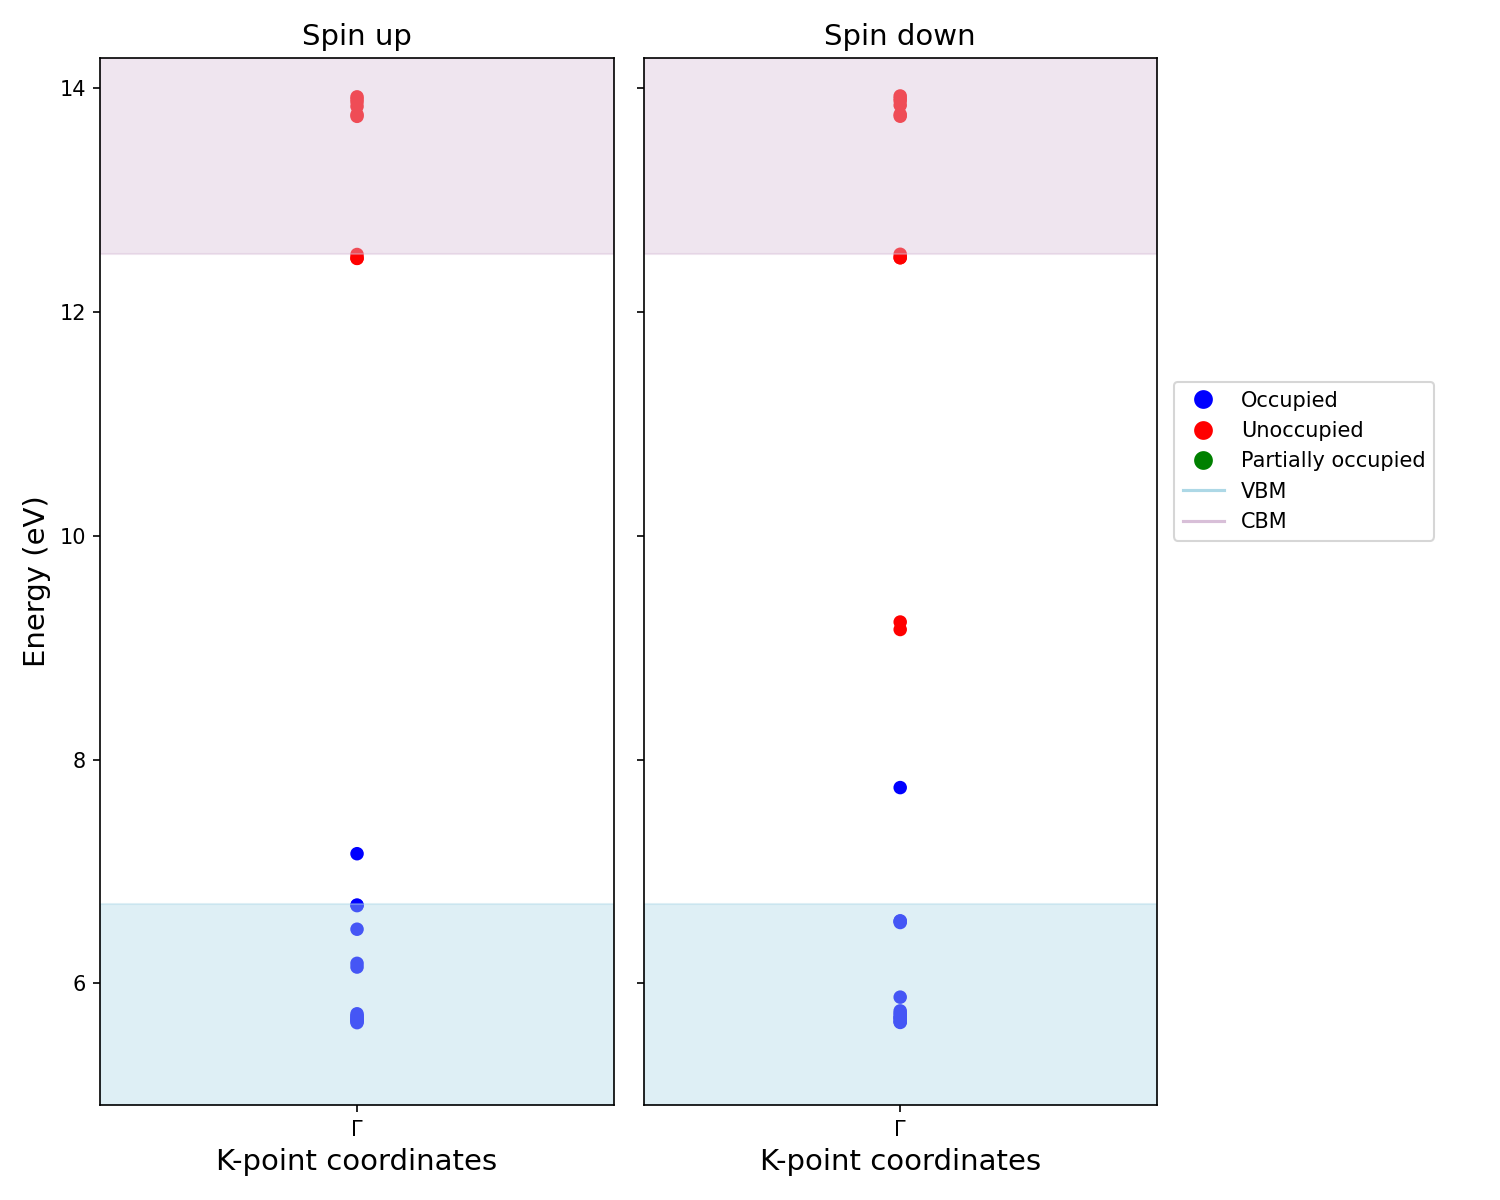 Spin up
Spin down
14
12
10
8
6
Energy (eV)
Γ
Γ
K-point coordinates
K-point coordinates
Occupied
Unoccupied
Partially occupied
VBM
CBM